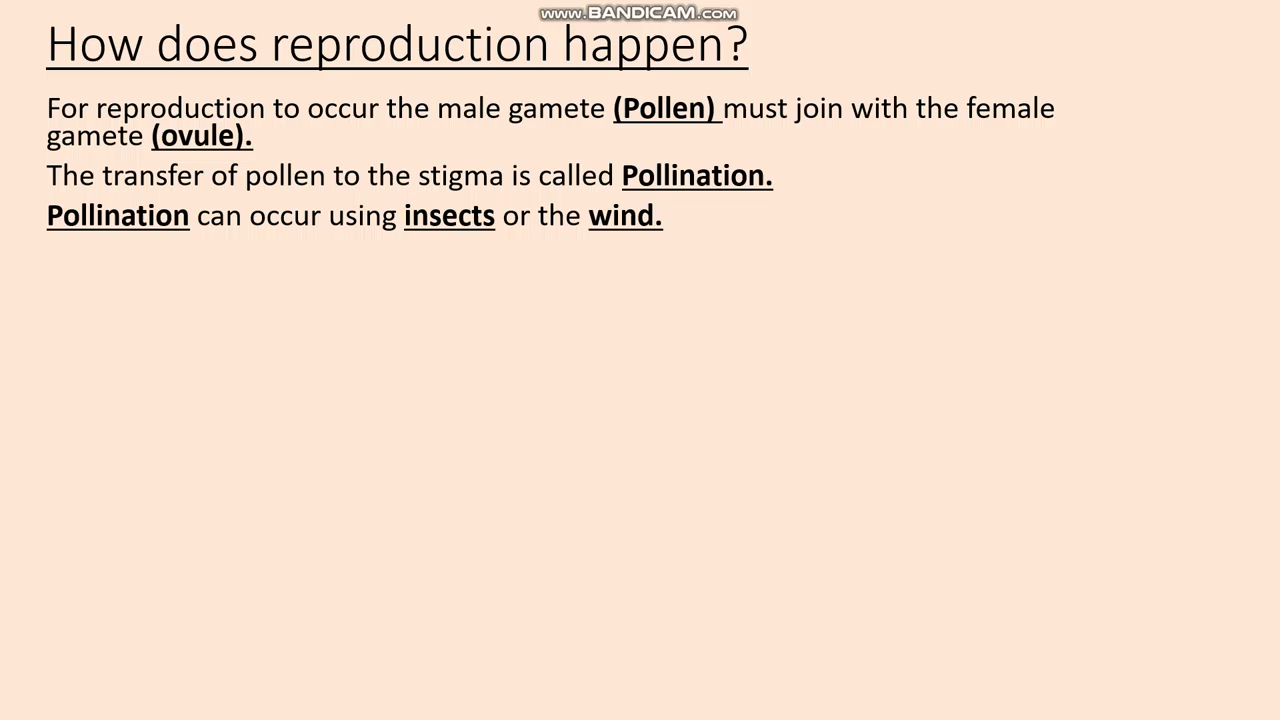 www.BANDICAM.com
How does reproduction happen?
For reproduction to occur the male gamete (Pollen) must join with the female
gamete (ovule).
The transfer of pollen to the stigma is called Pollination.
Pollination can occur using insects or the wind.